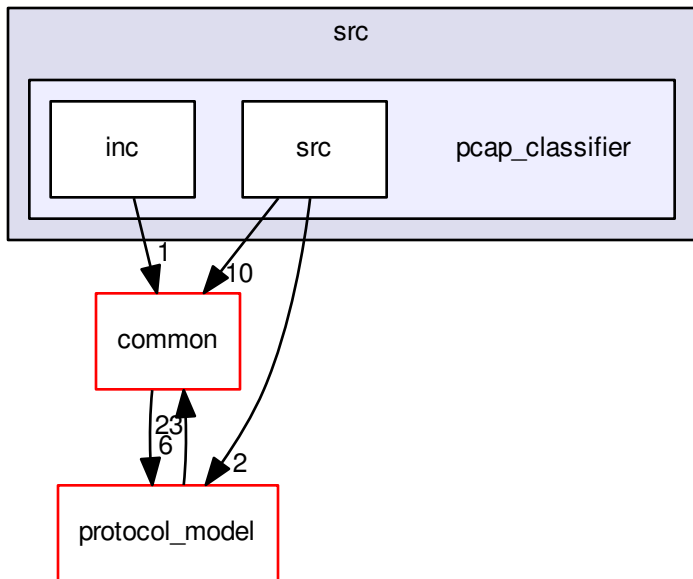 src
inc
src
pcap_classifier
1
10
common
23
6
2
protocol_model